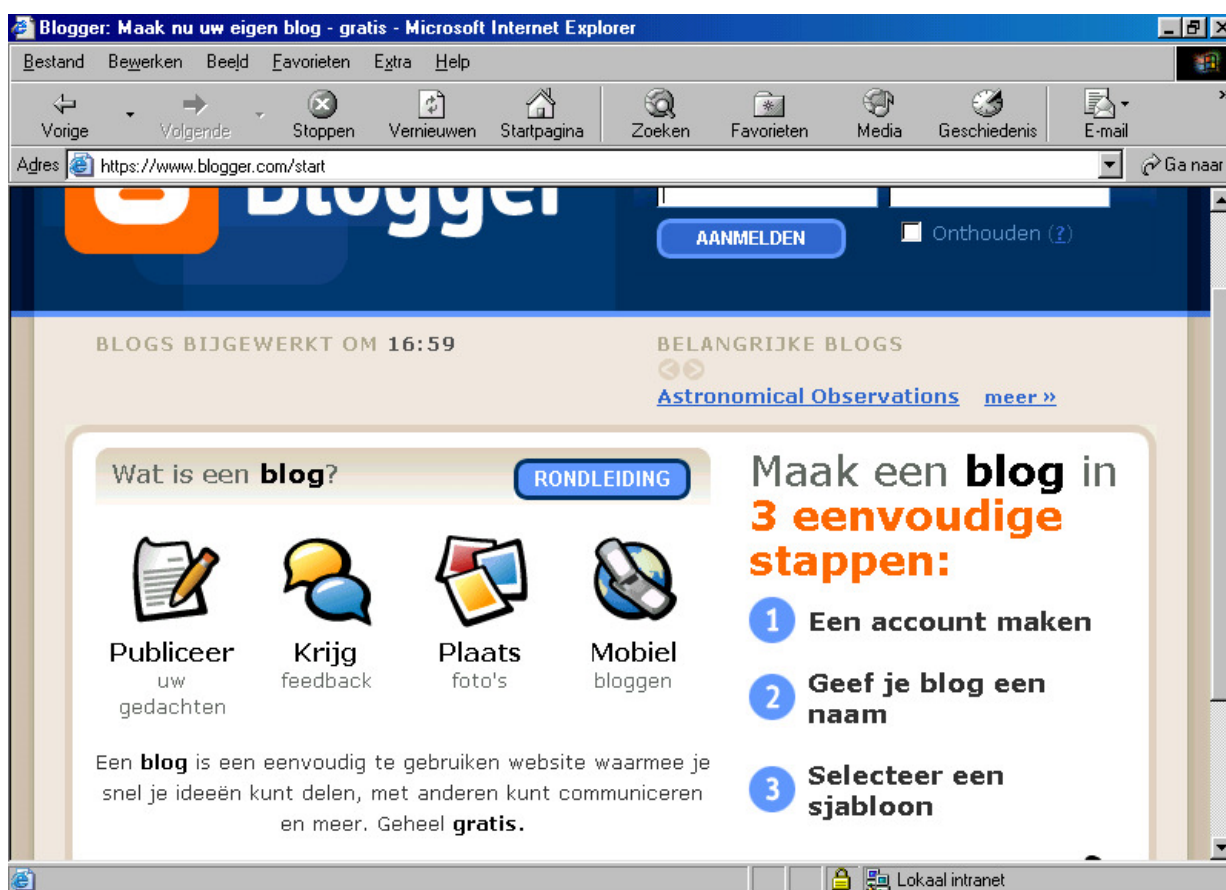 Blogger: Maak nu uw eigen blog - gratis - Microsoft Internet Explorer
Bestand Bewerken Beeld Favorieten Extra Help
Vorige Volgende Stoppen Vernieuwen Startpagina Zoeken Favorieten Media Geschiedenis E-mail »
Adres https://www.blogger.com/start Ga naar
Blogger
AANMELDEN Onthouden (?)
BLOGS BIJGEWERKT OM 16:59
BELANGRIJKE BLOGS
Astronomical Observations meer »
Wat is een blog? RONDLEIDING
Publiceer
uw
gedachten
Krijg
feedback
Plaats
foto's
Mobiel
bloggen
Een blog is een eenvoudig te gebruiken website waarmee je
snel je ideeën kunt delen, met anderen kunt communiceren
en meer. Geheel gratis.
Maak een blog in
3 eenvoudige
stappen:
1 Een account maken
2 Geef je blog een
naam
3 Selecteer een
sjabloon
Lokaal intranet